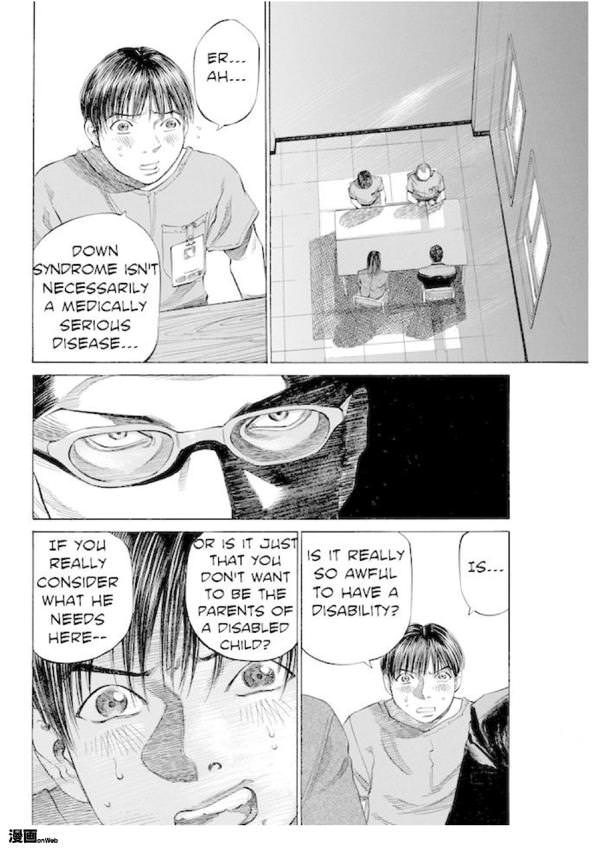 ER...
AH...
DOWN
SYNDROME ISN'T
NECESSARILY
A MEDICALLY
SERIOUS
DISEASE...
IS...
IS IT REALLY
SO AWFUL
TO HAVE A
DISABILITY?
OR IS IT JUST
THAT YOU
DON'T WANT
TO BE THE
PARENTS OF
A DISABLED
CHILD?
IF YOU
REALLY
CONSIDER
WHAT HE
NEEDS
HERE--
漫画 onWeb